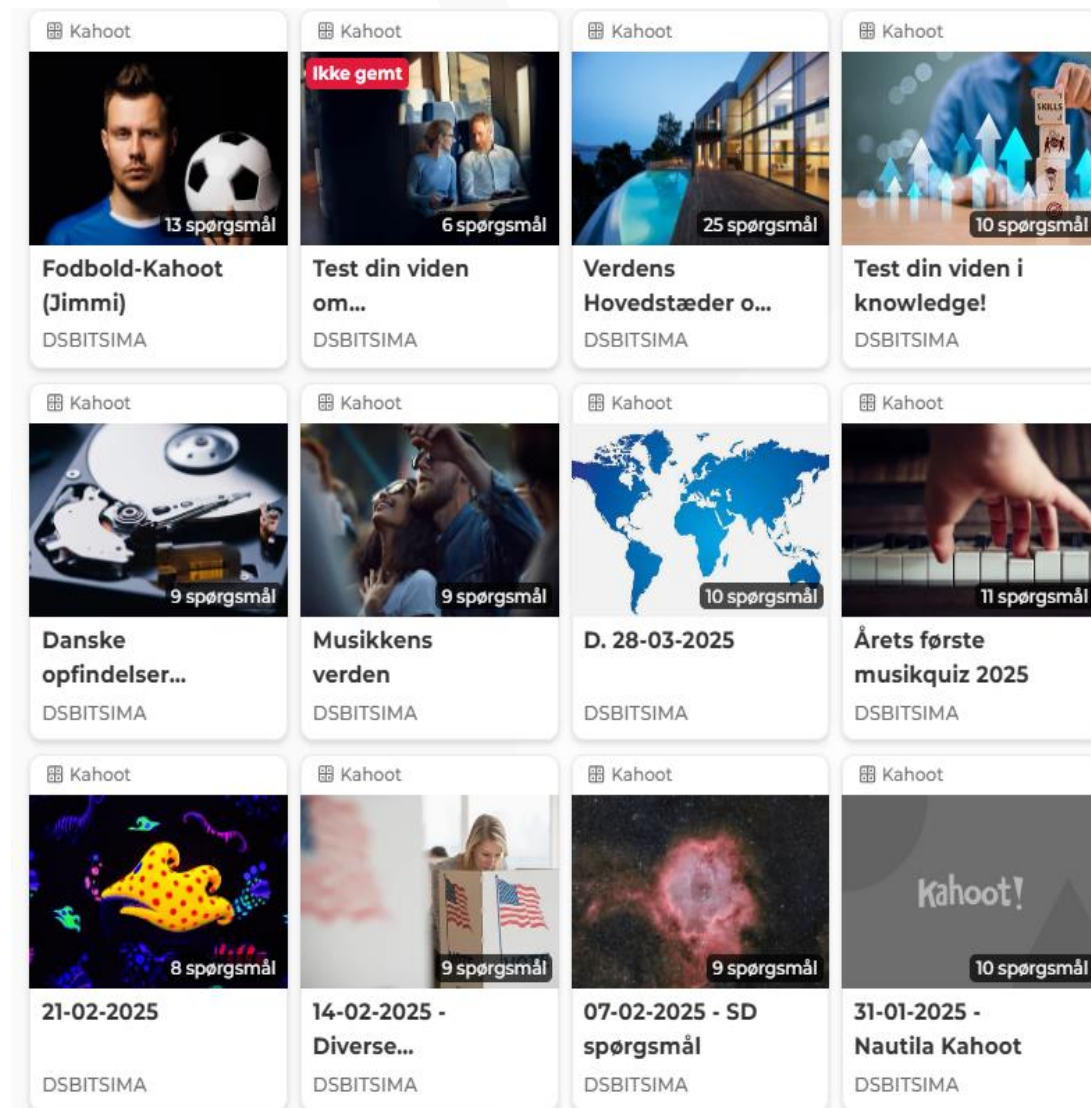 Kahoot
Kahoot
Kahoot
Kahoot
Ikke gemt
SKILLS
13 spørgsmål
6 spørgsmål
25 spørgsmål
10 spørgsmål
Fodbold-Kahoot
(Jimmi)
DSBITSIMA
Test din viden
om...
DSBITSIMA
Verdens
Hovedstæder o...
DSBITSIMA
Test din viden i
knowledge!
DSBITSIMA
Kahoot
Kahoot
Kahoot
Kahoot
9 spørgsmål
9 spørgsmål
10 spørgsmål
11 spørgsmål
Danske
opfindelser...
DSBITSIMA
Musikkens
verden
DSBITSIMA
D. 28-03-2025
DSBITSIMA
Årets første
musikquiz 2025
DSBITSIMA
Kahoot
Kahoot
Kahoot
Kahoot
Kahoot!
8 spørgsmål
9 spørgsmål
9 spørgsmål
10 spørgsmål
21-02-2025
DSBITSIMA
14-02-2025 -
Diverse...
DSBITSIMA
07-02-2025 - SD
spørgsmål
DSBITSIMA
31-01-2025 -
Nautila Kahoot
DSBITSIMA